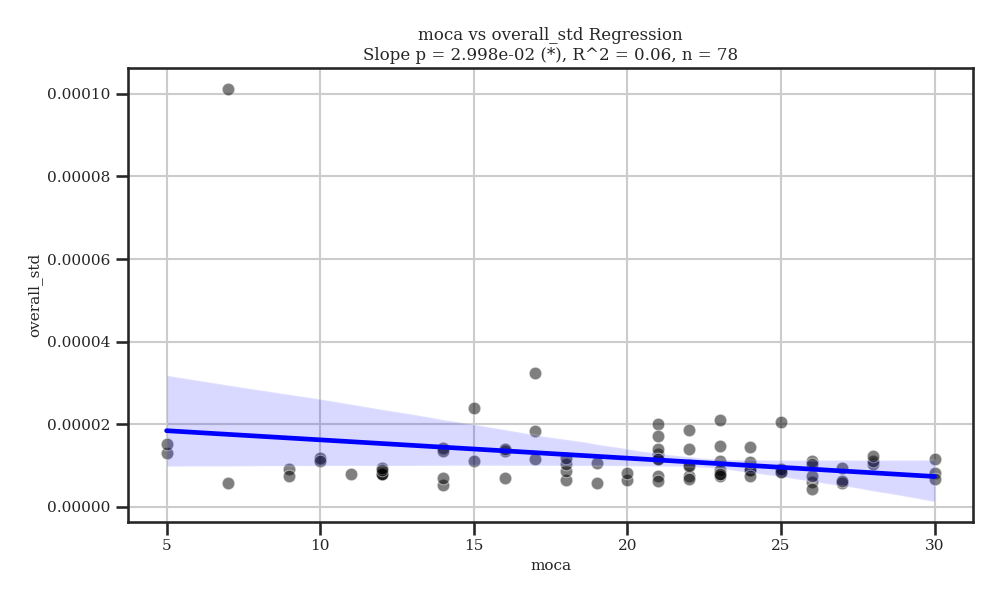 moca vs overall_std Regression
Slope p = 2.998e-02 (*), R^2 = 0.06, n = 78
0.00010
0.00008
0.00006
0.00004
0.00002
0.00000
overall_std
5 10 15 20 25 30
moca